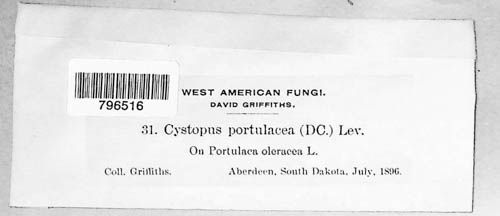 796516
WEST AMERICAN FUNGI.
DAVID GRIFFITHS.
31. Cystopus portulacea (DC.) Lev.
On Portulaca oleracea L.
Coll. Griffiths. Aberdeen, South Dakota, July, 1896.